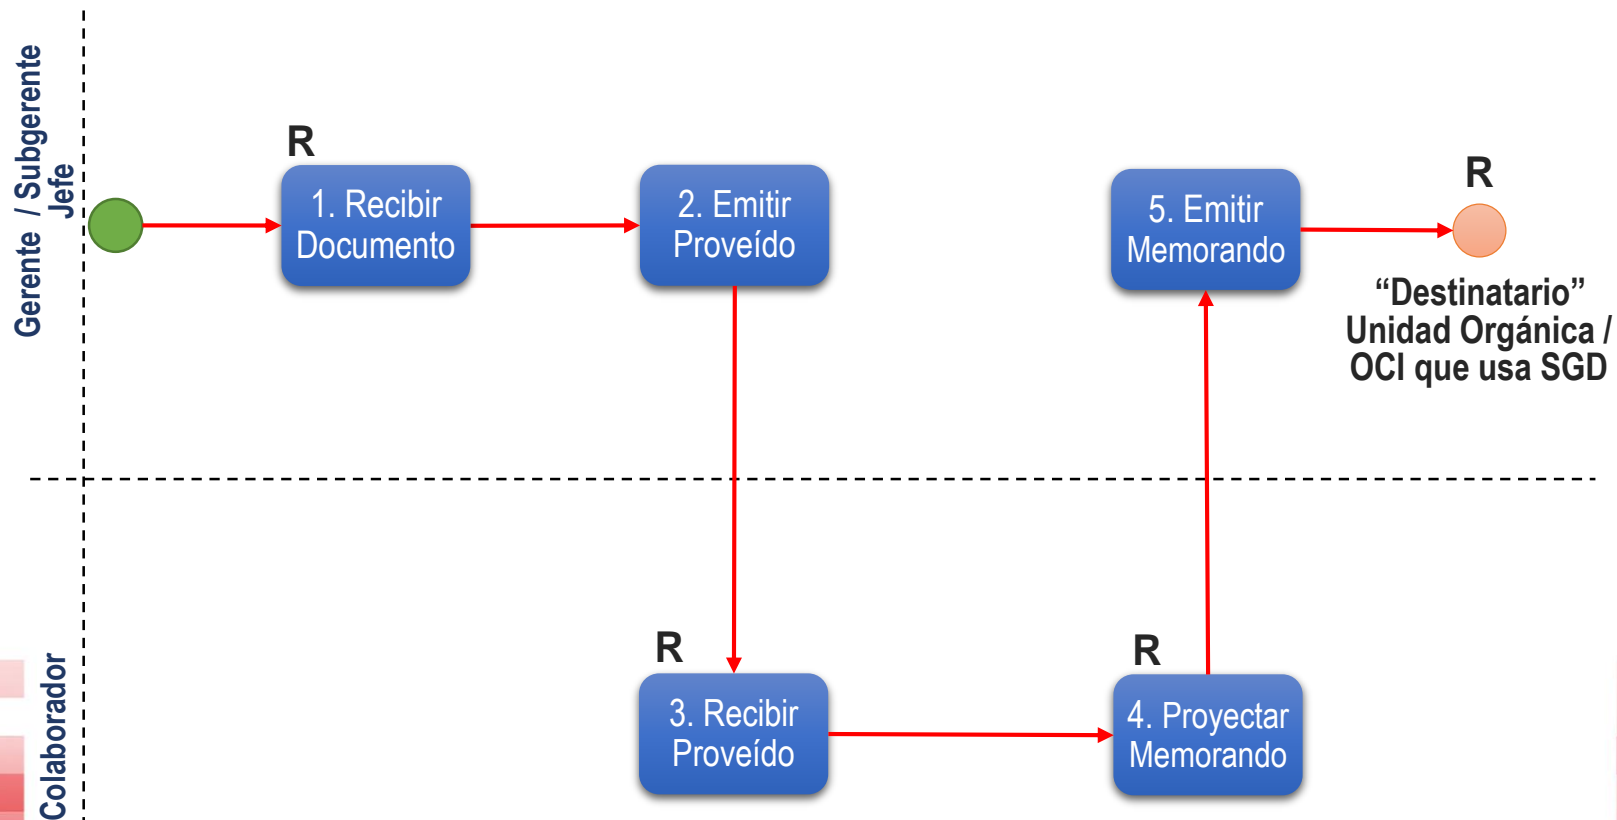 Gerente / Subgerente
Jefe
R
1. Recibir
Documento
2. Emitir
Proveído
5. Emitir
Memorando
R
“Destinatario”
Unidad Orgánica /
OCI que usa SGD
Colaborador
R
3. Recibir
Proveído
R
4. Proyectar
Memorando